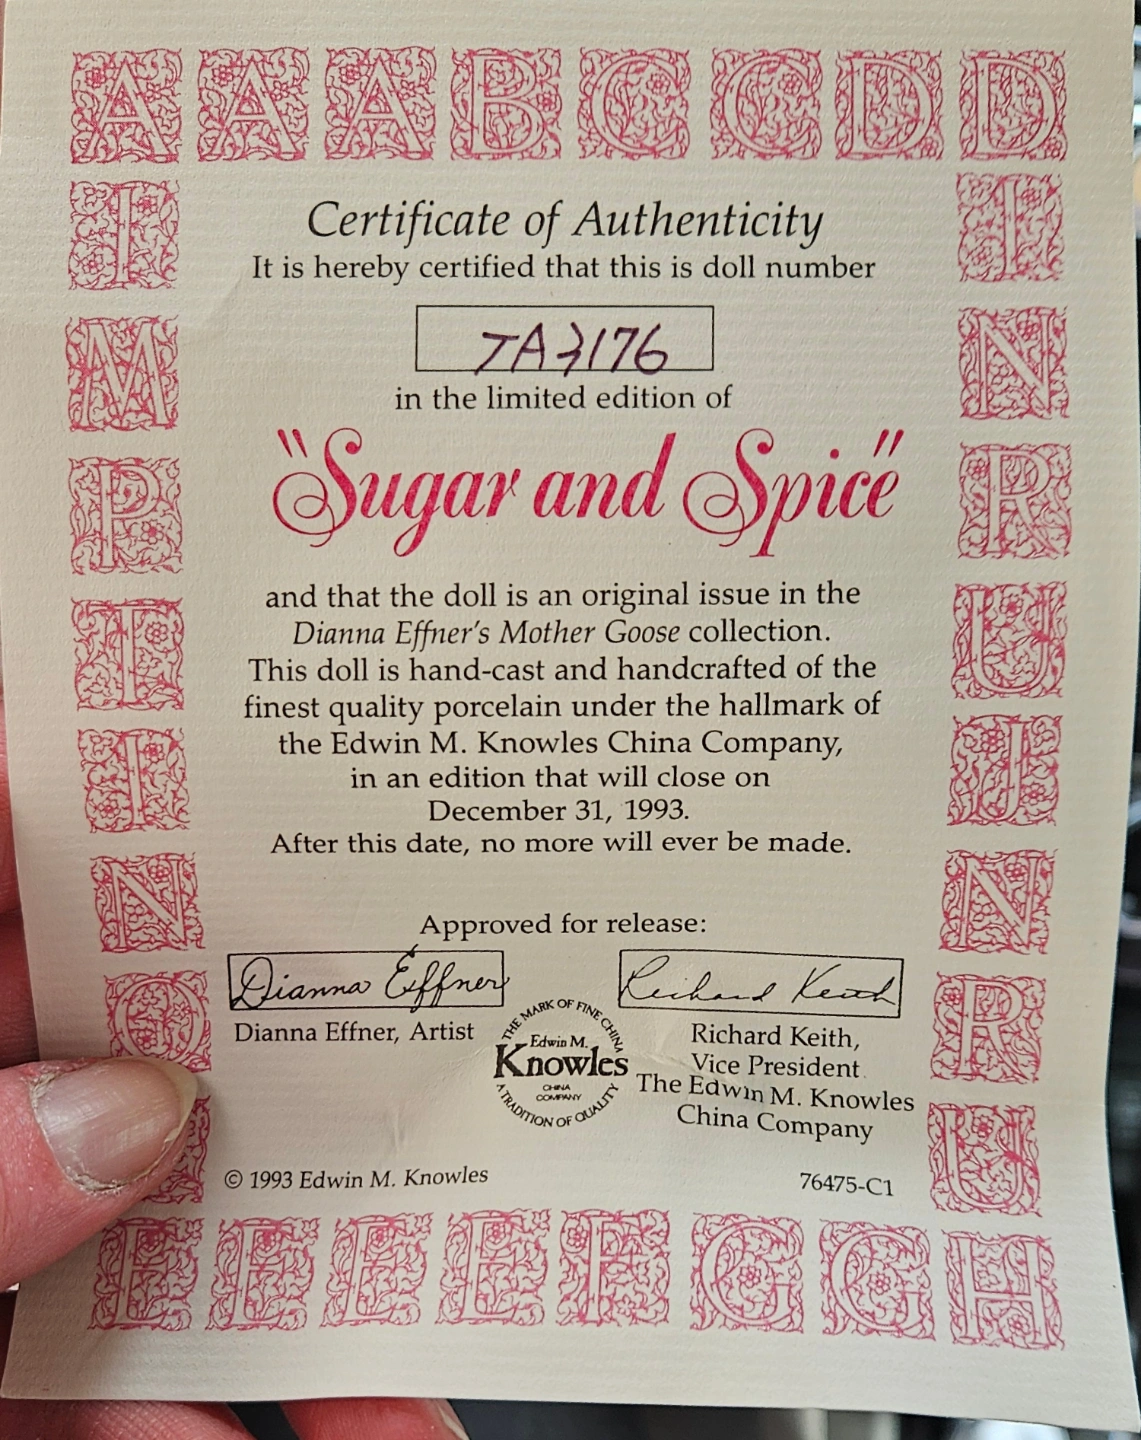 A A A B C C D D
Certificate of Authenticity
It is hereby certified that this is doll number
TA3176
in the limited edition of
"Sugar and Spice"
and that the doll is an original issue in the
Dianna Effner's Mother Goose collection.
This doll is hand-cast and handcrafted of the
finest quality porcelain under the hallmark of
the Edwin M. Knowles China Company,
in an edition that will close on
December 31, 1993.
After this date, no more will ever be made.
Approved for release:
Dianna Effner
Dianna Effner, Artist
THE MARK OF FINE CHINA
Edwin M.
Knowles
CHINA
COMPANY
A TRADITION OF QUALITY
Richard Keith
Richard Keith,
Vice President
The Edwin M. Knowles
China Company
© 1993 Edwin M. Knowles
76475-C1
I
M
P
T
I
N
O
I
N
R
U
J
N
R
U
E E E E F G G H